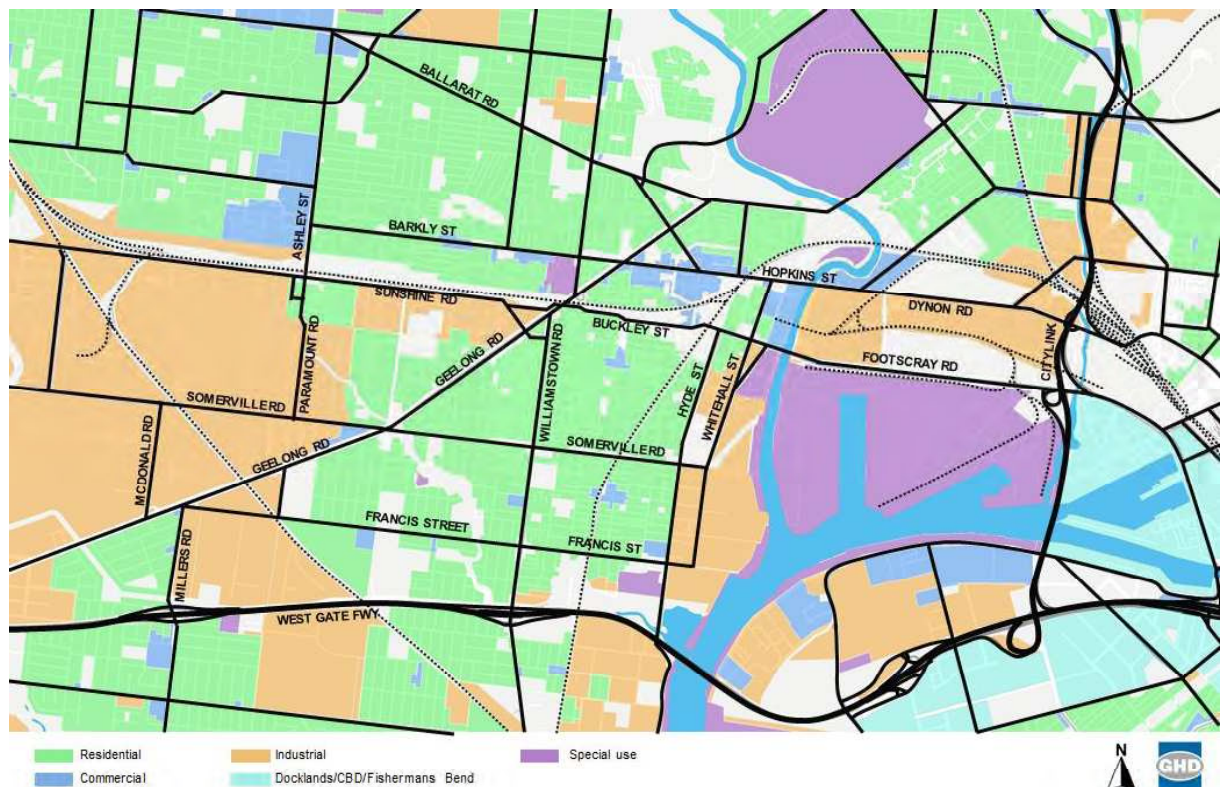 BALLARAT RD
ASHLEY ST
BARKLY ST
HOPKINS ST
SUNSHINE RD
DYNON RD
BUCKLEY ST
PARAMOUNT RD
GEELONG RD
WILLIAMSTOWN RD
HYDE ST
WHITEHALL ST
FOOTSCRAY RD
CITYLINK
SOMERVILLE RD
SOMERVILLE RD
MCDONALD RD
GEELONG RD
FRANCIS STREET
FRANCIS ST
MILLERS RD
WEST GATE FWY
Residential
Industrial
Special use
Commercial
Docklands/CBD/Fishermans Bend
N
GHD